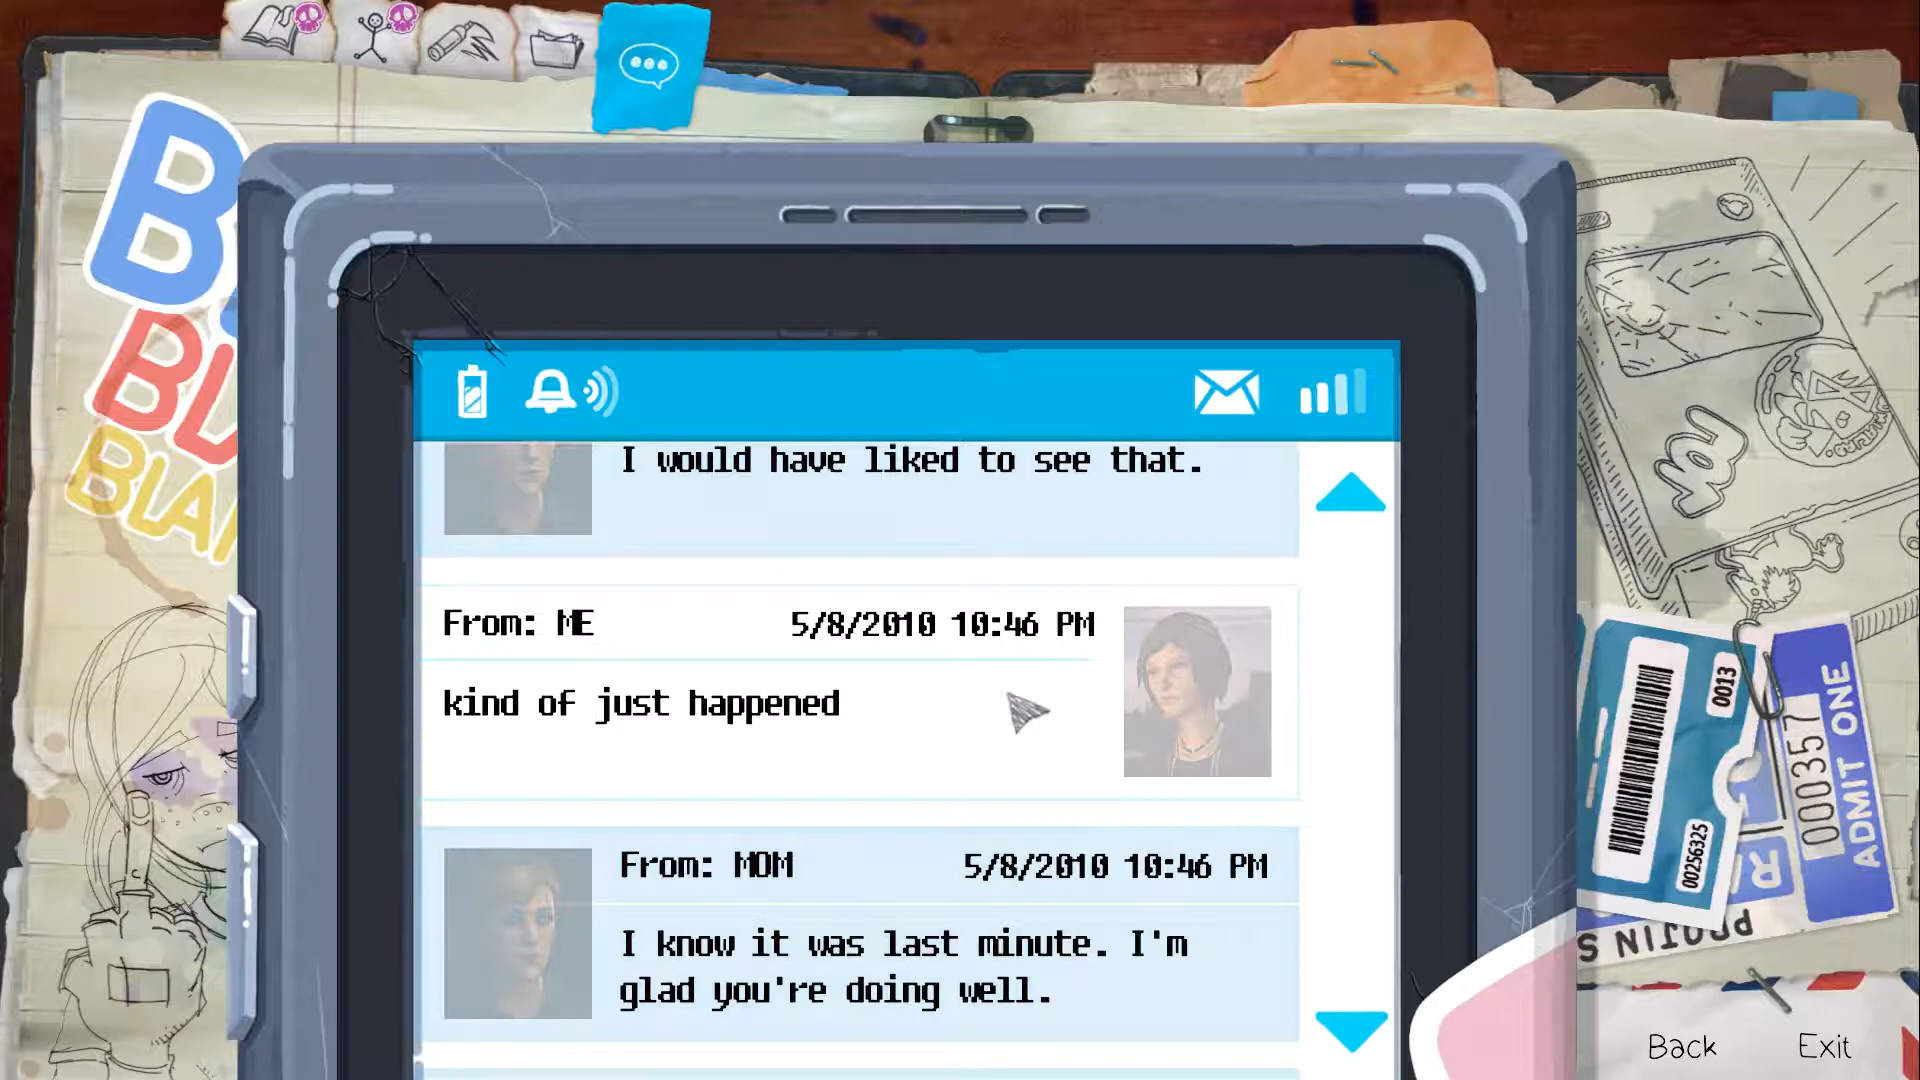 I would have liked to see that.
From: ME 5/8/2010 10:46 PM
kind of just happened
From: MOM 5/8/2010 10:46 PM
I know it was last minute. I'm
glad you're doing well.
0013
00256325
000357
ADMIT ONE
Back Exit